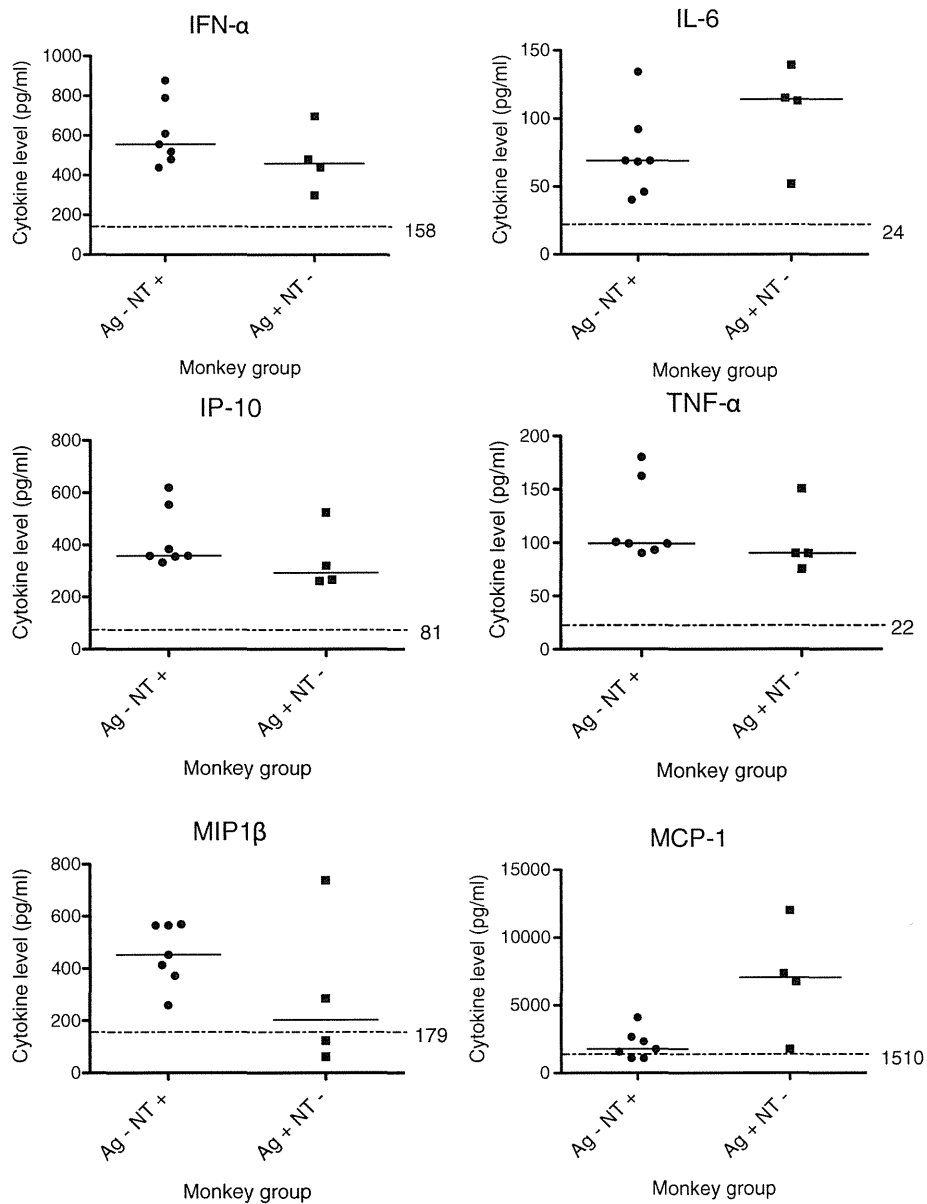 IFN-α
Cytokine level (pg/ml)
1000
800
600
400
200
0
158
Ag - NT +
Ag + NT -
Monkey group
IL-6
Cytokine level (pg/ml)
150
100
50
0
24
Ag - NT +
Ag + NT -
Monkey group
IP-10
Cytokine level (pg/ml)
800
600
400
200
0
81
Ag - NT +
Ag + NT -
Monkey group
TNF-α
Cytokine level (pg/ml)
200
150
100
50
0
22
Ag - NT +
Ag + NT -
Monkey group
MIP1β
Cytokine level (pg/ml)
800
600
400
200
0
179
Ag - NT +
Ag + NT -
Monkey group
MCP-1
Cytokine level (pg/ml)
15000
10000
5000
0
1510
Ag - NT +
Ag + NT -
Monkey group